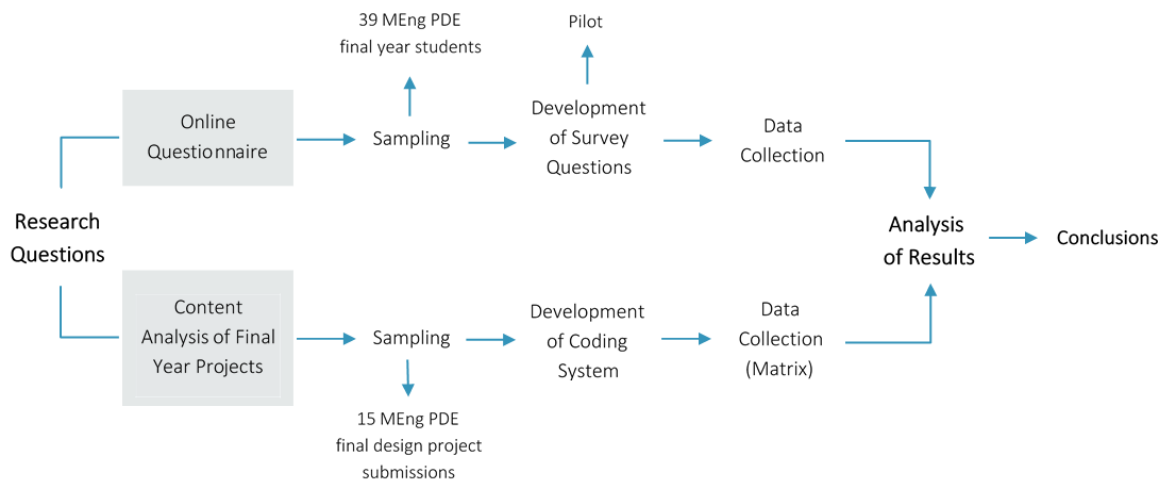 39 MEng PDE
final year students
Pilot
Online
Questionnaire
Sampling
Development
of Survey
Questions
Data
Collection
Research
Questions
Analysis
of Results
Conclusions
Content
Analysis of Final
Year Projects
Sampling
Development
of Coding
System
Data
Collection
(Matrix)
15 MEng PDE
final design project
submissions